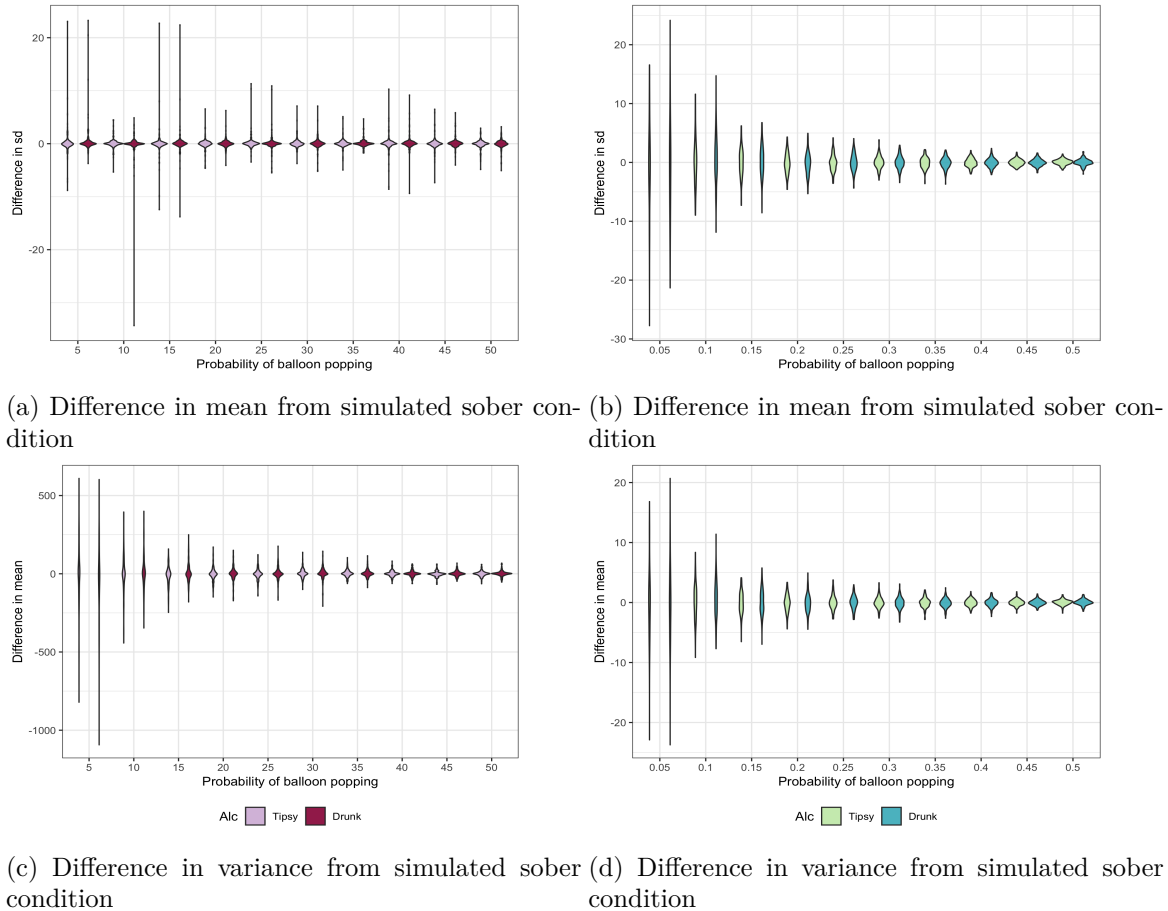 20
0
-20
Difference in sd
5 10 15 20 25 30 35 40 45 50
Probability of balloon popping
(a) Difference in mean from simulated sober con-
dition
20
10
0
-10
-20
-30
Difference in sd
0.05 0.1 0.15 0.2 0.25 0.3 0.35 0.4 0.45 0.5
Probability of balloon popping
(b) Difference in mean from simulated sober con-
dition
500
0
-500
-1000
Difference in mean
5 10 15 20 25 30 35 40 45 50
Probability of balloon popping
Alc Tipsy Drunk
(c) Difference in variance from simulated sober
condition
20
10
0
-10
-20
Difference in mean
0.05 0.1 0.15 0.2 0.25 0.3 0.35 0.4 0.45 0.5
Probability of balloon popping
Alc Tipsy Drunk
(d) Difference in variance from simulated sober
condition